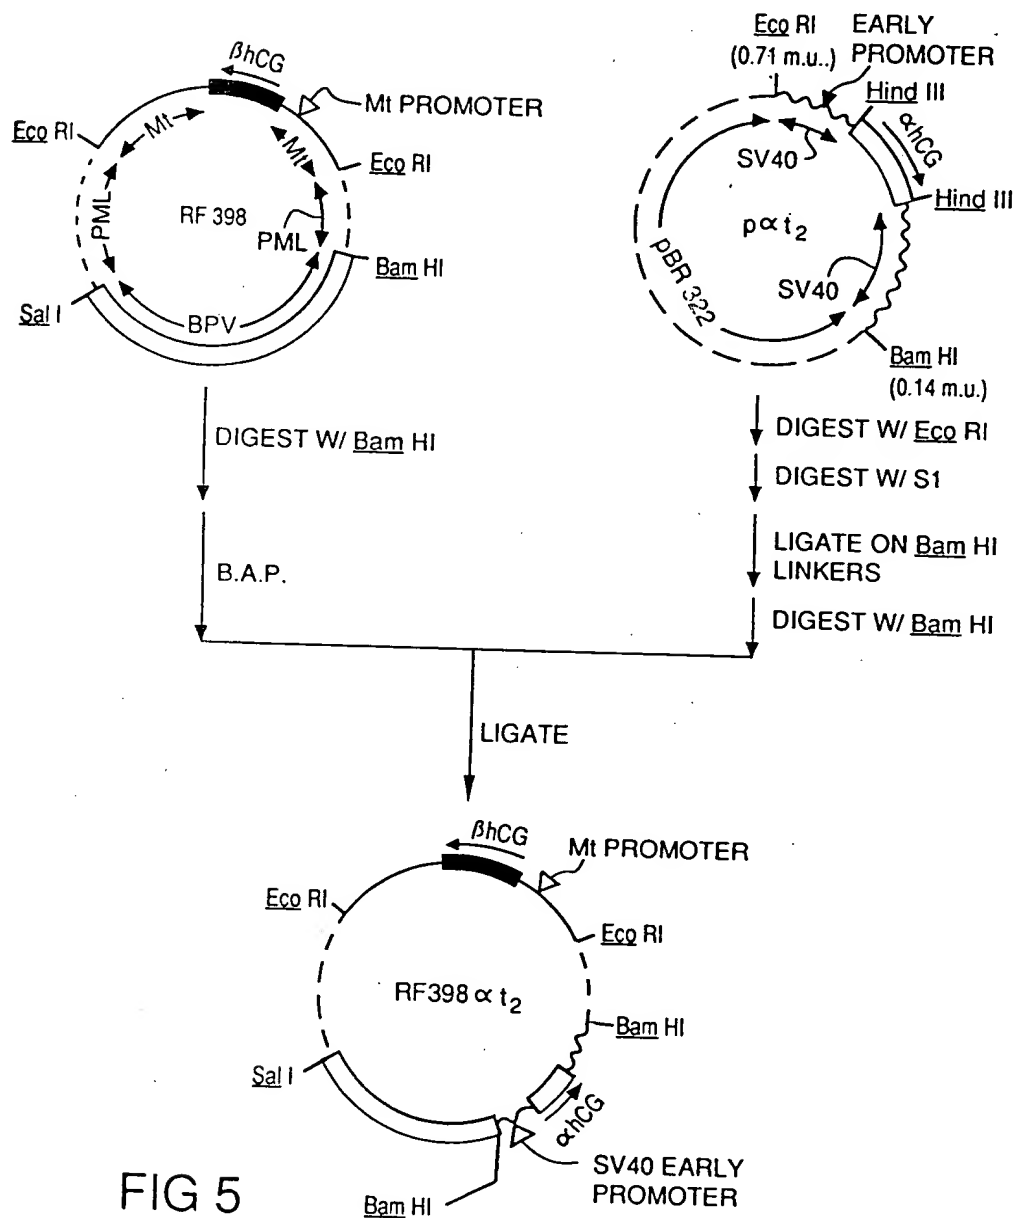 βhCG
Mt PROMOTER
Eco RI
Mt
Mt
Eco RI
PML
RF 398
PML
Bam HI
Sal I
BPV
Eco RI
(0.71 m.u..)
EARLY
PROMOTER
Hind III
αhCG
SV40
Hind III
pαt2
pBR 322
SV40
Bam HI
(0.14 m.u.)
DIGEST W/ Bam HI
B.A.P.
DIGEST W/ Eco RI
DIGEST W/ S1
LIGATE ON Bam HI
LINKERS
DIGEST W/ Bam HI
LIGATE
βhCG
Mt PROMOTER
Eco RI
Eco RI
RF398αt2
Bam HI
Sal I
αhCG
SV40 EARLY
PROMOTER
Bam HI
FIG 5